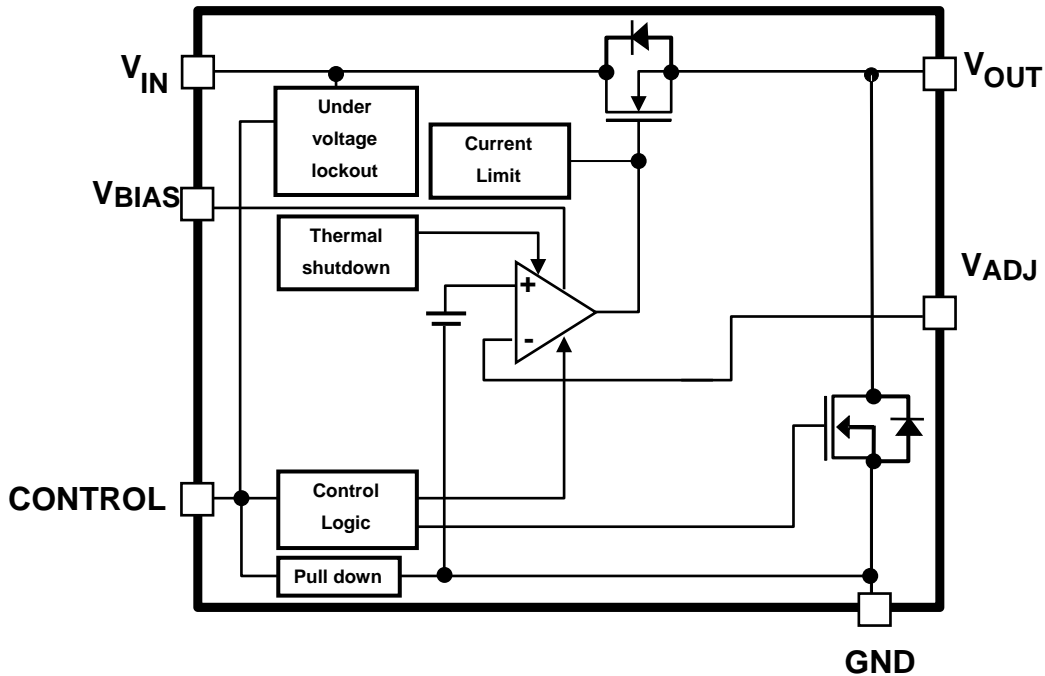 VIN
VOUT
Under
voltage
lockout
Current
Limit
VBIAS
Thermal
shutdown
VADJ
+
-
CONTROL
Control
Logic
Pull down
GND